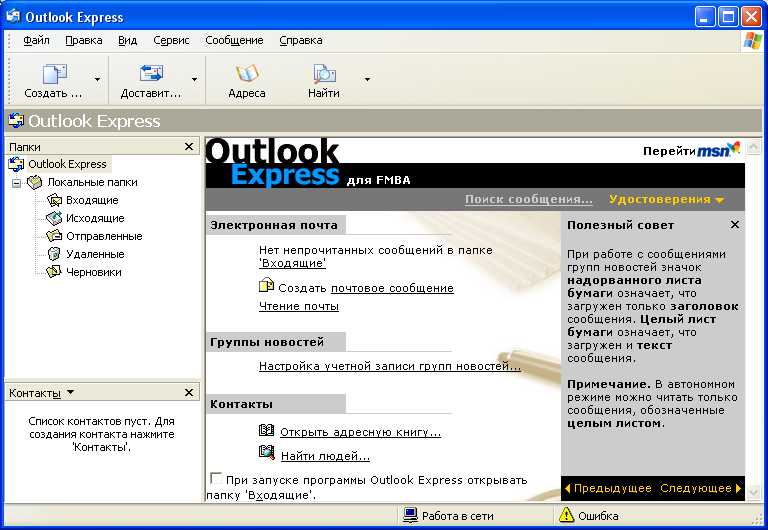 Outlook Express
Файл Правка Вид Сервис Сообщение Справка
Создать ... Доставит... Адреса Найти
Outlook Express
Папки
Outlook Express
Локальные папки
Входящие
Исходящие
Отправленные
Удаленные
Черновики
Контакты
Список контактов пуст. Для
создания контакта нажмите
'Контакты'.
Outlook
Express для FMBA
Перейти msn
Поиск сообщения... Удостоверения
Электронная почта
Нет непрочитанных сообщений в папке
'Входящие'
Создать почтовое сообщение
Чтение почты
Группы новостей
Настройка учетной записи групп новостей...
Контакты
Открыть адресную книгу...
Найти людей...
При запуске программы Outlook Express открывать
папку 'Входящие'.
Полезный совет
При работе с сообщениями
групп новостей значок
надорванного листа
бумаги означает, что
загружен только заголовок
сообщения. Целый лист
бумаги означает, что
загружен и текст
сообщения.
Примечание. В автономном
режиме можно читать только
сообщения, обозначенные
целым листом.
Предыдущее Следующее
Работа в сети Ошибка